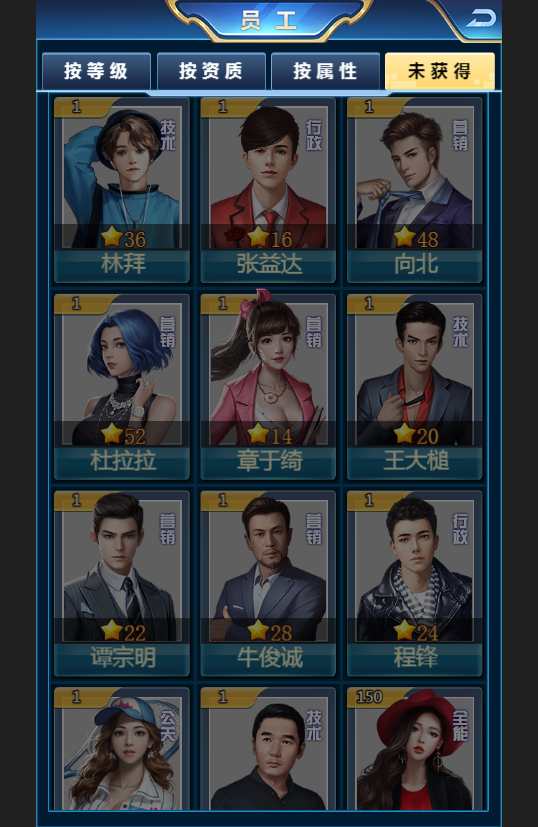 员工
按等级 按资质 按属性 未获得
1 技术 1 行政 1 营销
36 16 48
林拜 张益达 向北
1 营销 1 营销 1 技术
52 14 20
杜拉拉 章于绮 王大槌
1 营销 1 营销 1 行政
22 28 24
谭宗明 牛俊诚 程锋
1 公关 1 技术 150 全能